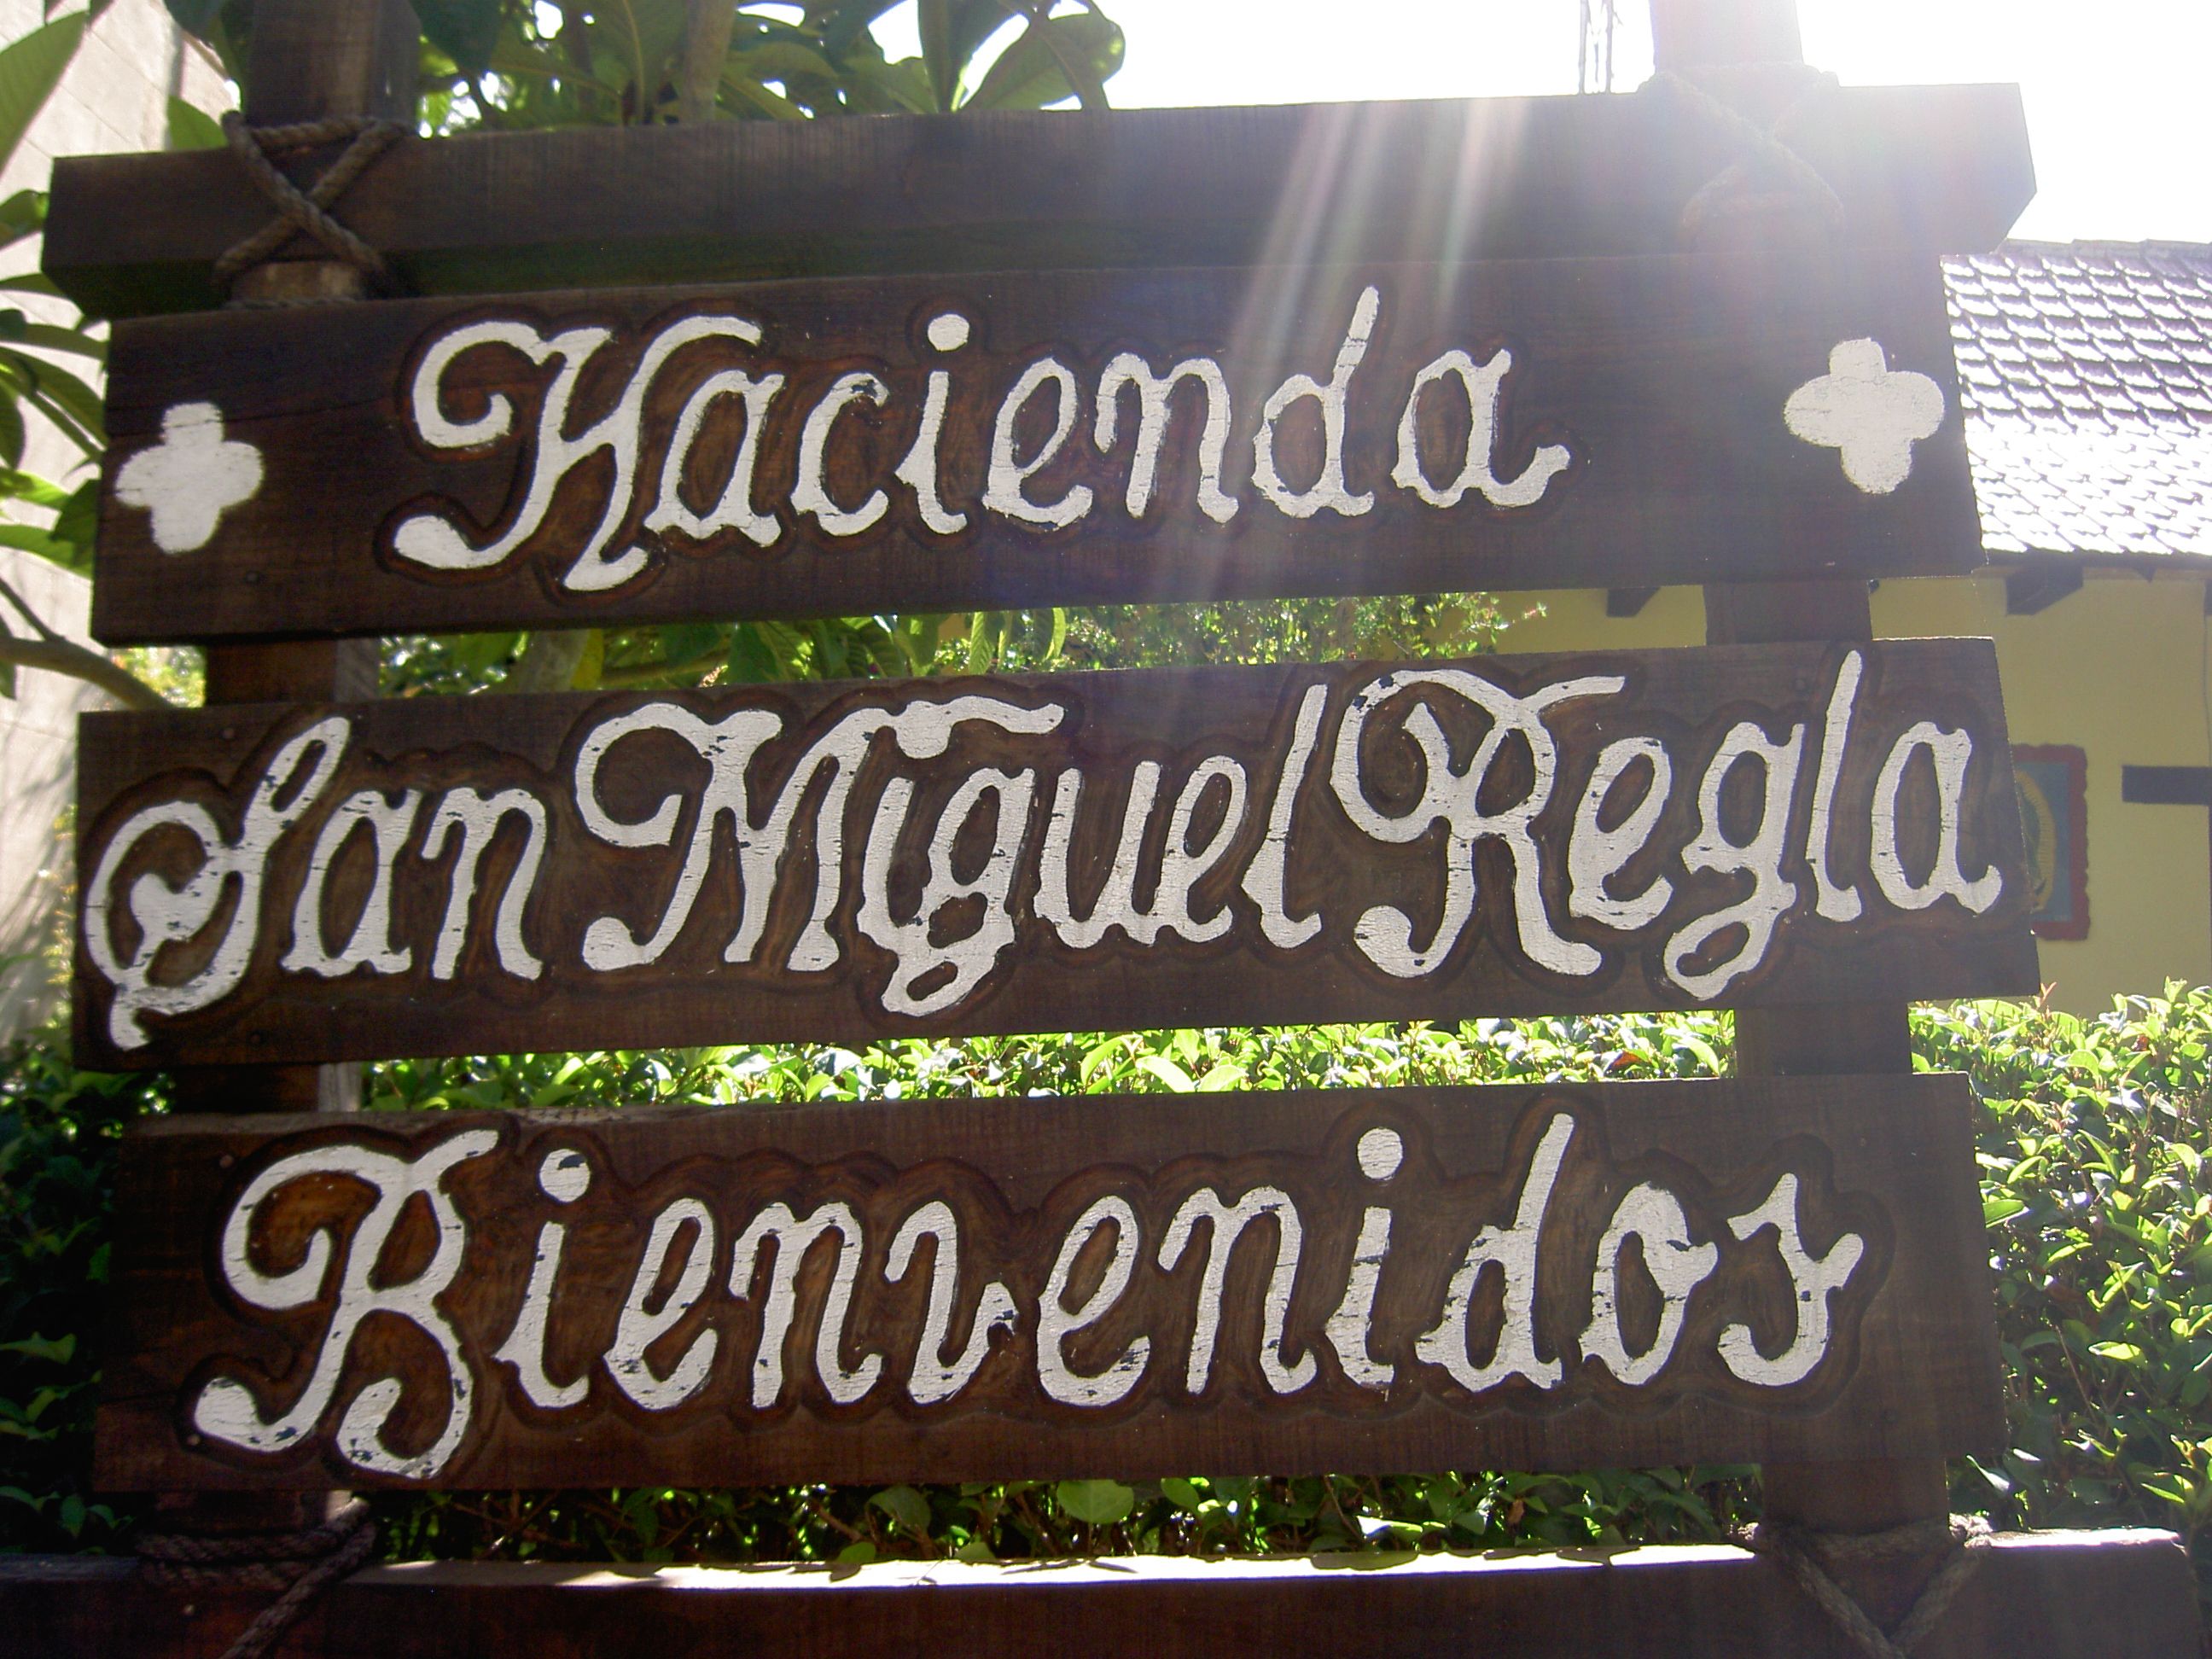 Hacienda
San Miguel Regla
Bienvenidos